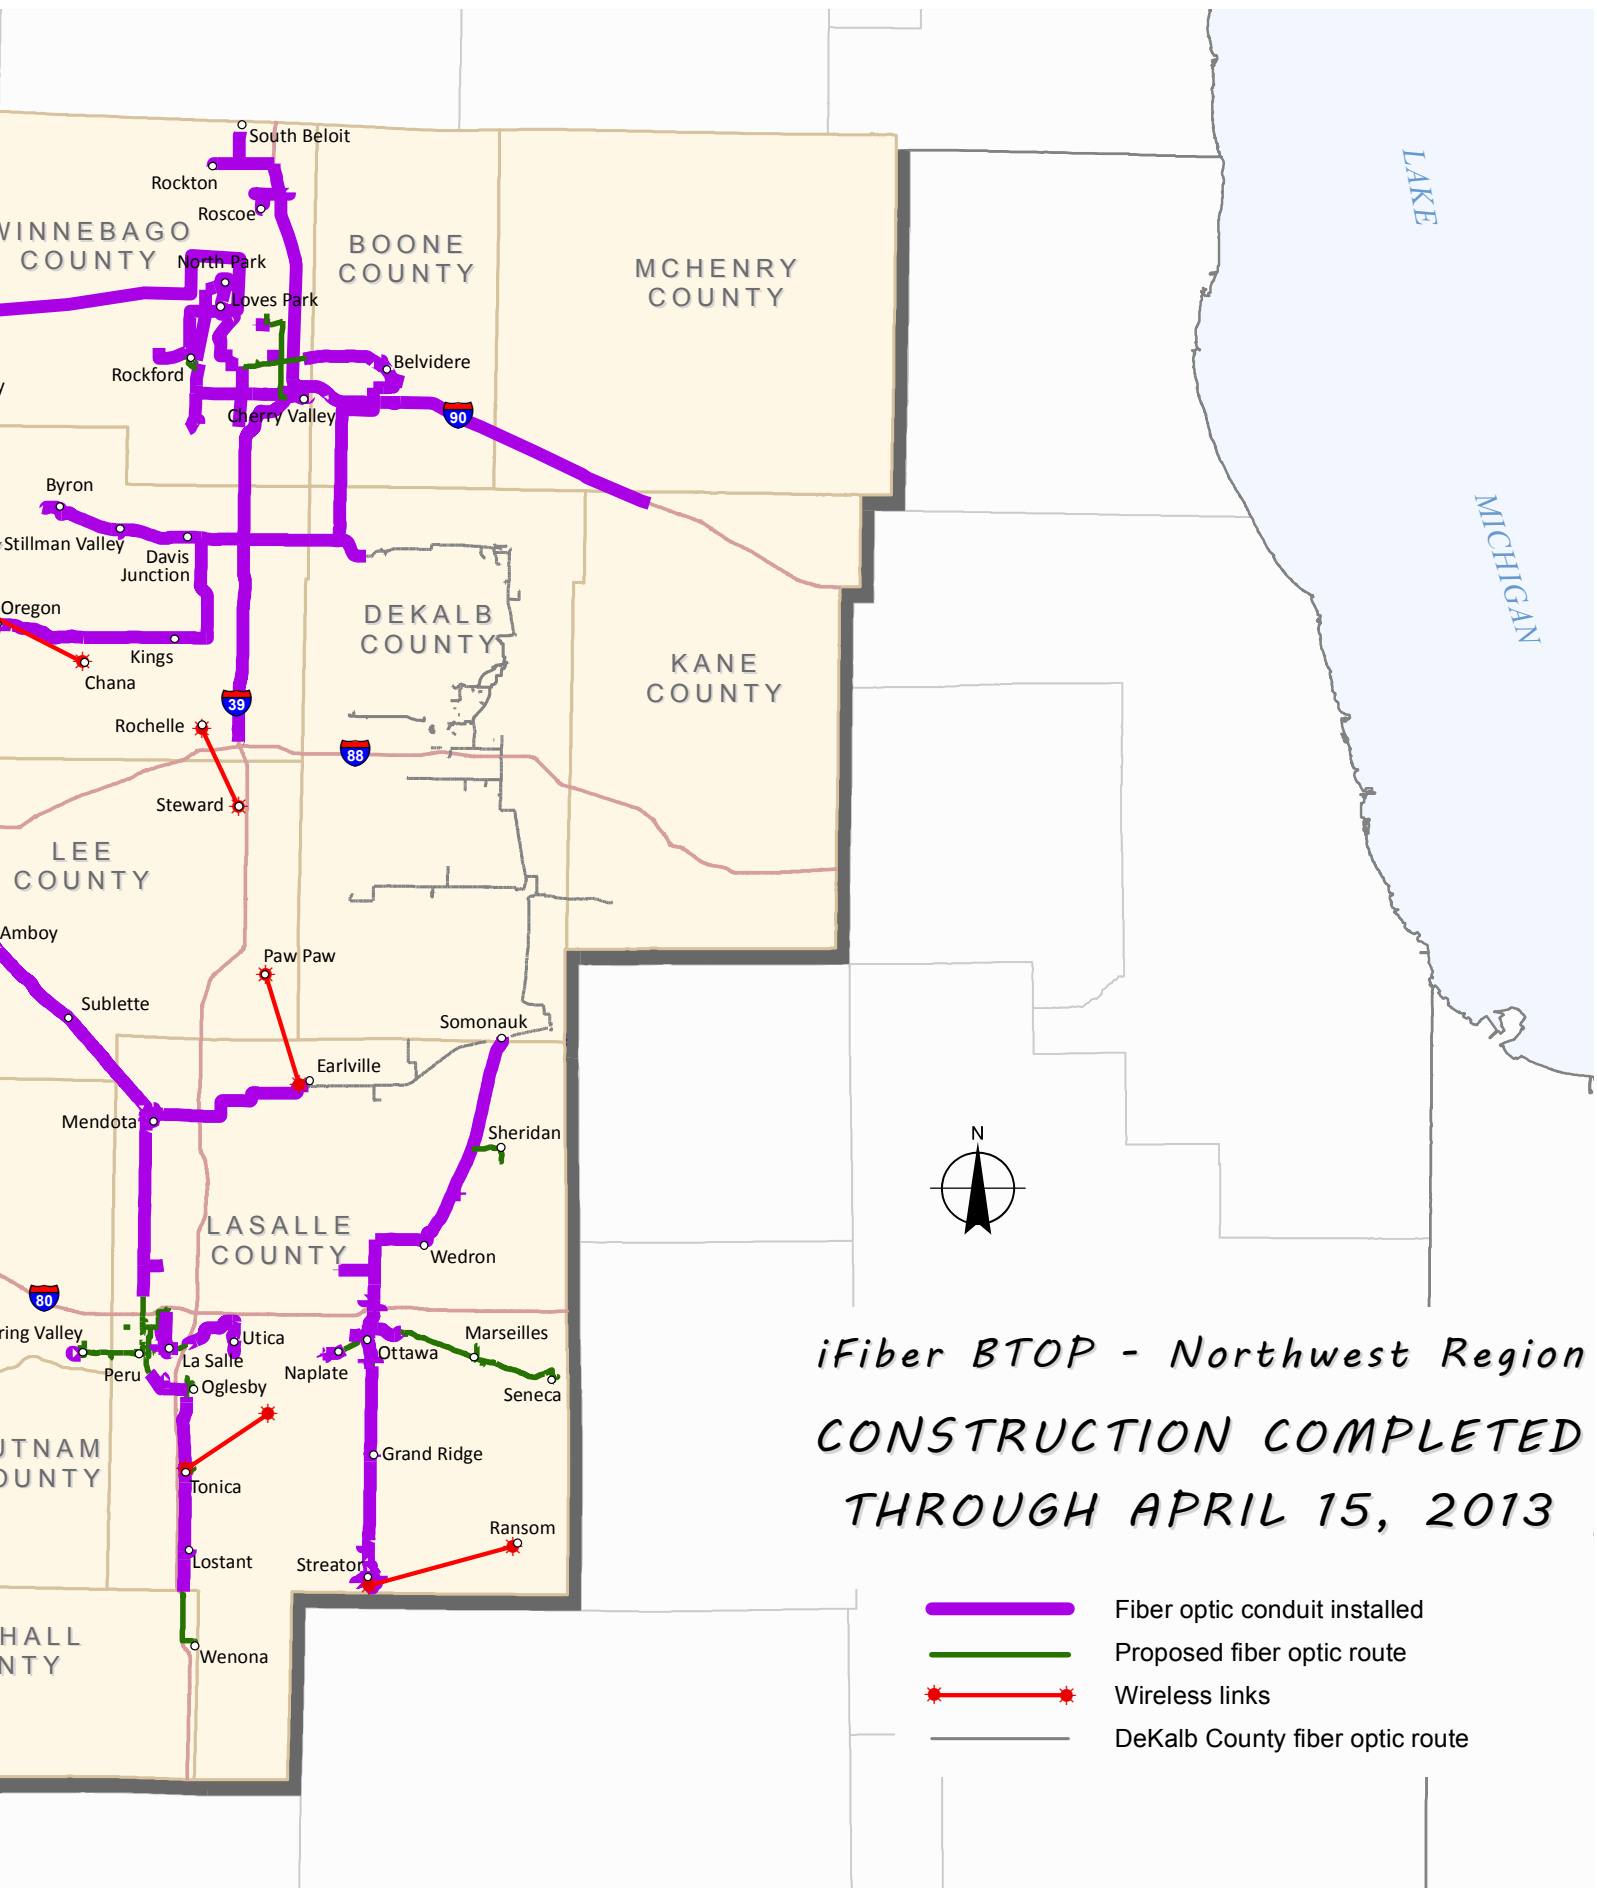 South Beloit
Rockton
Roscoe
WINNEBAGO
COUNTY
BOONE
COUNTY
MCHENRY
COUNTY
North Park
Loves Park
Rockford
Belvidere
Cherry Valley
90
Byron
Stillman Valley
Davis
Junction
Oregon
Kings
Chana
DEKALB
COUNTY
KANE
COUNTY
39
Rochelle
88
Steward
LEE
COUNTY
Amboy
Paw Paw
Sublette
Somonauk
Earlville
Mendota
Sheridan
LASALLE
COUNTY
Wedron
80
ring Valley
Utica
La Salle
Peru
Oglesby
Naplate
Ottawa
Marseilles
Seneca
UTNAM
OUNTY
Grand Ridge
Tonica
Ransom
Streator
Lostant
HALL
NTY
Wenona
LAKE
MICHIGAN
N
iFiber BTOP - Northwest Region
CONSTRUCTION COMPLETED
THROUGH APRIL 15, 2013
Fiber optic conduit installed
Proposed fiber optic route
Wireless links
DeKalb County fiber optic route